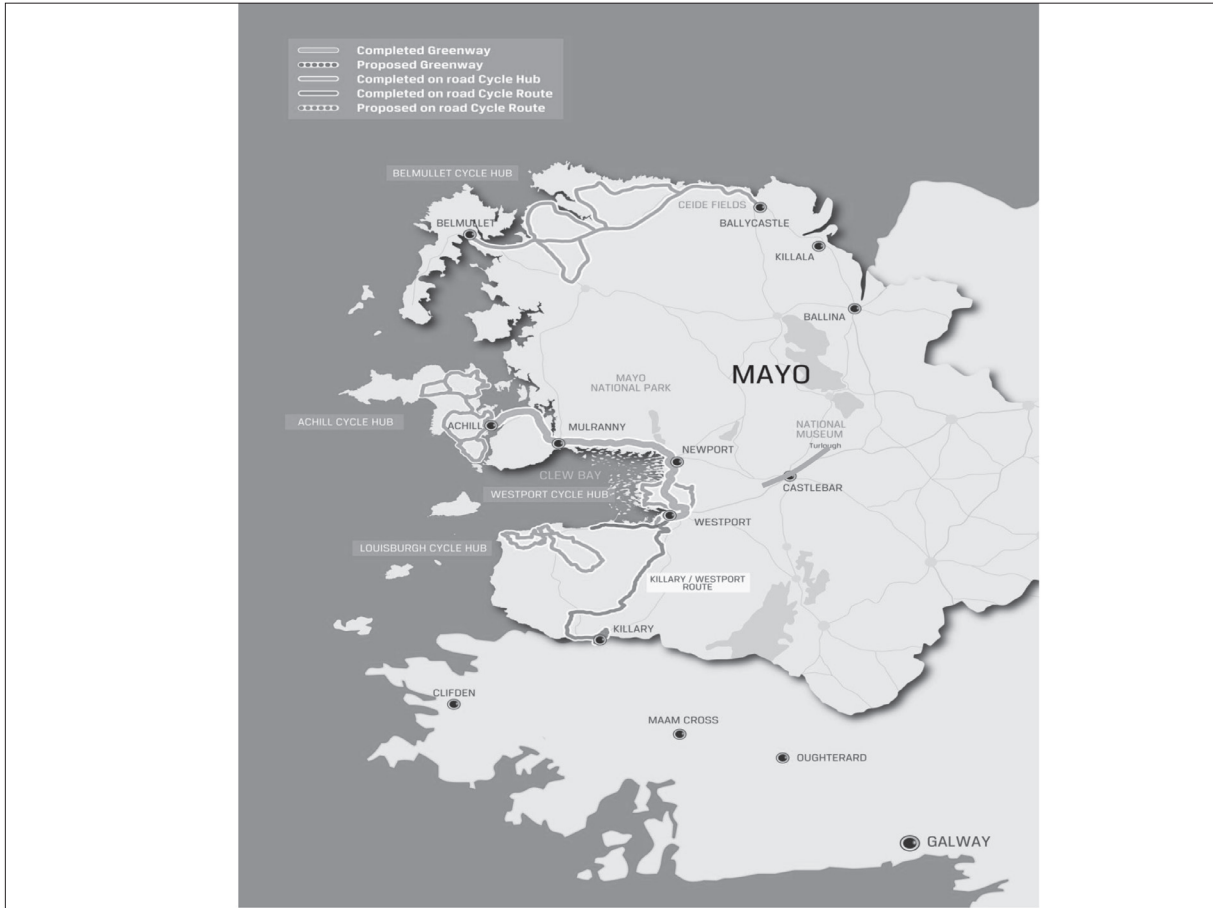 Completed Greenway
Proposed Greenway
Completed on road Cycle Hub
Completed on road Cycle Route
Proposed on road Cycle Route
BELMULLET CYCLE HUB
CEIDE FIELDS
BELMULLET
BALLYCASTLE
KILLALA
BALLINA
MAYO
MAYO
NATIONAL PARK
ACHILL CYCLE HUB
ACHILL
MULRANNY
NATIONAL
MUSEUM
Turlough
NEWPORT
CLEW BAY
CASTLEBAR
WESTPORT CYCLE HUB
WESTPORT
LOUISBURGH CYCLE HUB
KILLARY / WESTPORT
ROUTE
KILLARY
CLIFDEN
MAAM CROSS
OUGHTERARD
GALWAY